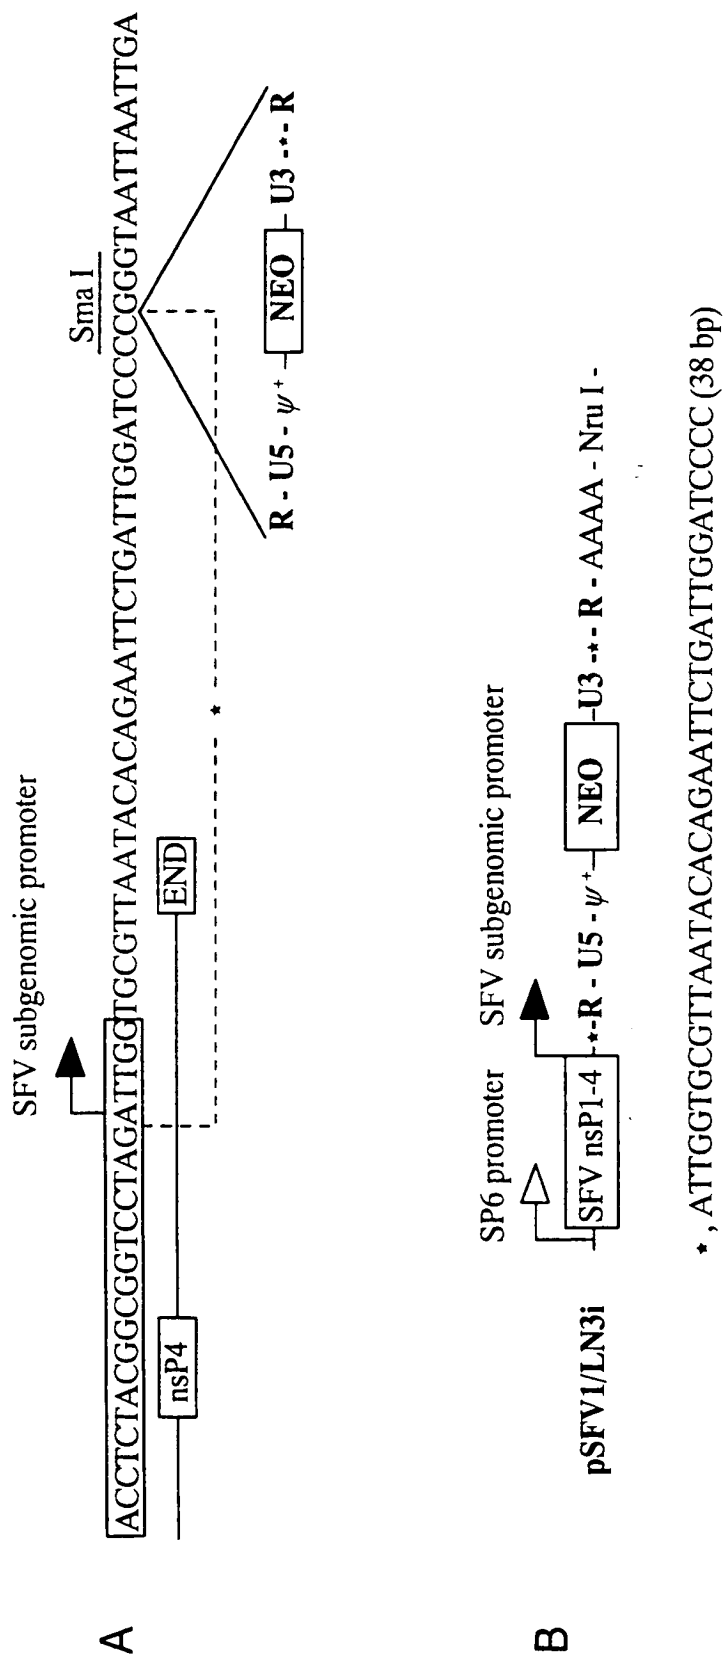 A
SFV subgenomic promoter
Sma I
ACCTCTACGGCGGTCCTAGATTGGTGCGTTAATACACAGAATTCTGATTGGATCCCCGGGTAATTAATTGA
nsP4 END
*
R - U5 - ψ+ - NEO - U3 -*- R
B
SP6 promoter SFV subgenomic promoter
pSFV1/LN3i SFV nsP1-4 -*-R - U5 - ψ+- NEO -U3 -*- R - AAAA - Nru I -
*, ATTGGTGCGTTAATACACAGAATTCTGATTGGATCCCC (38 bp)